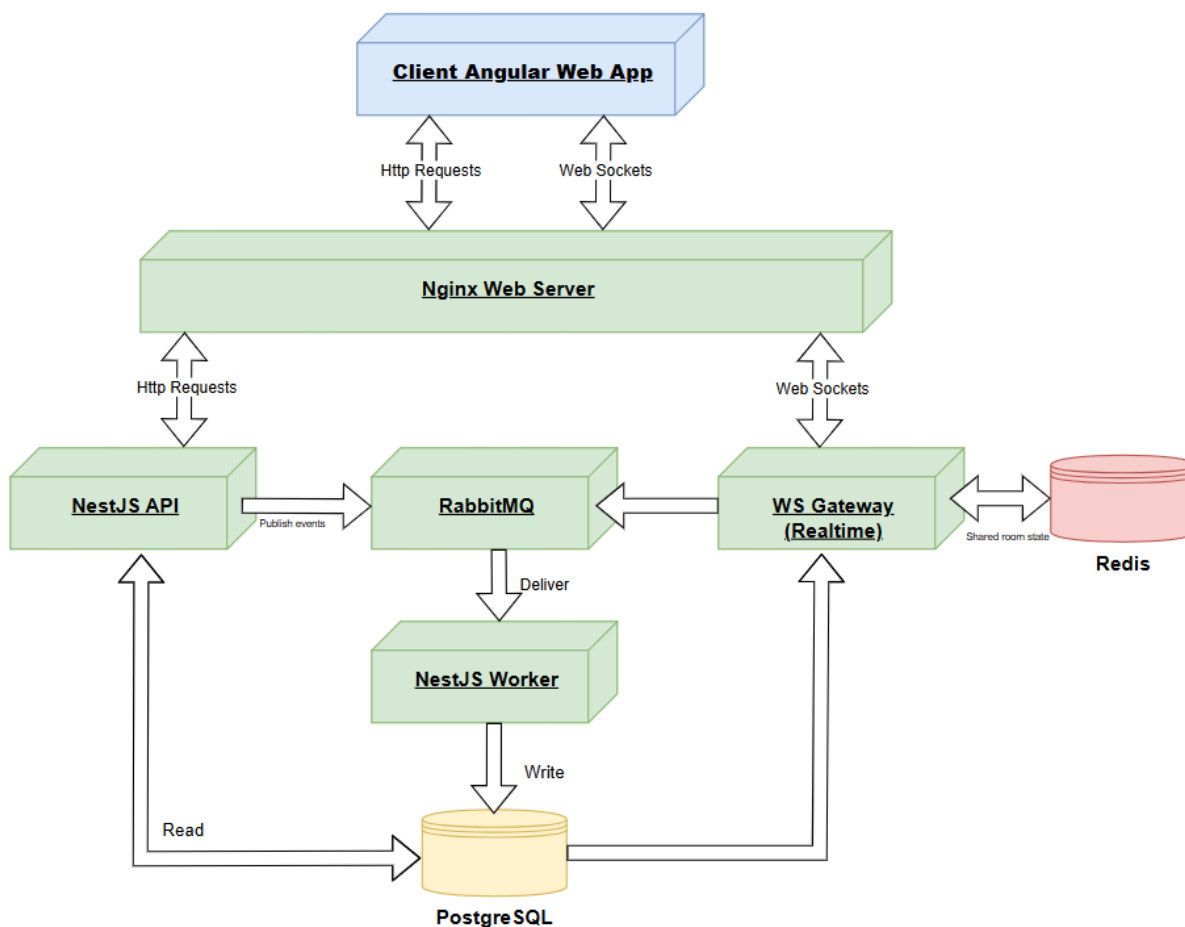 Client Angular Web App
Http Requests
Web Sockets
Nginx Web Server
Http Requests
Web Sockets
NestJS API
Publish events
RabbitMQ
WS Gateway
(Realtime)
Shared room state
Redis
Deliver
NestJS Worker
Write
Read
PostgreSQL